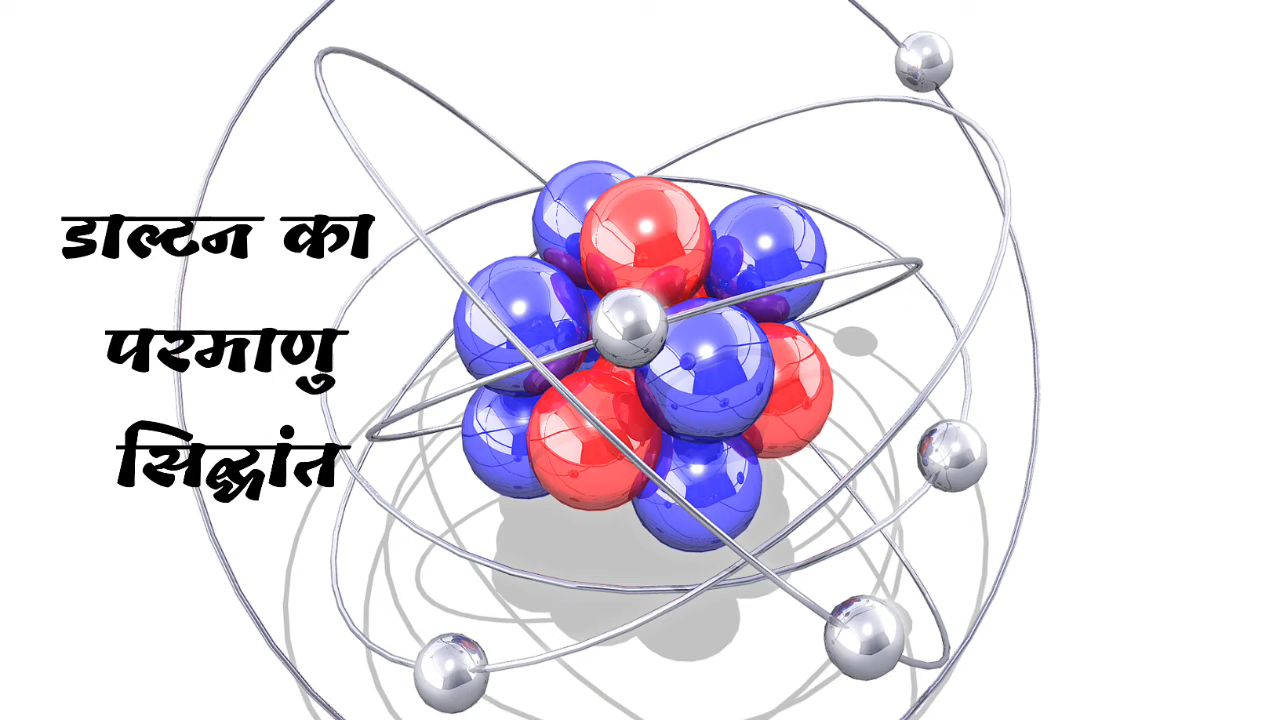 डाल्टन का
परमाणु
सिद्धांत